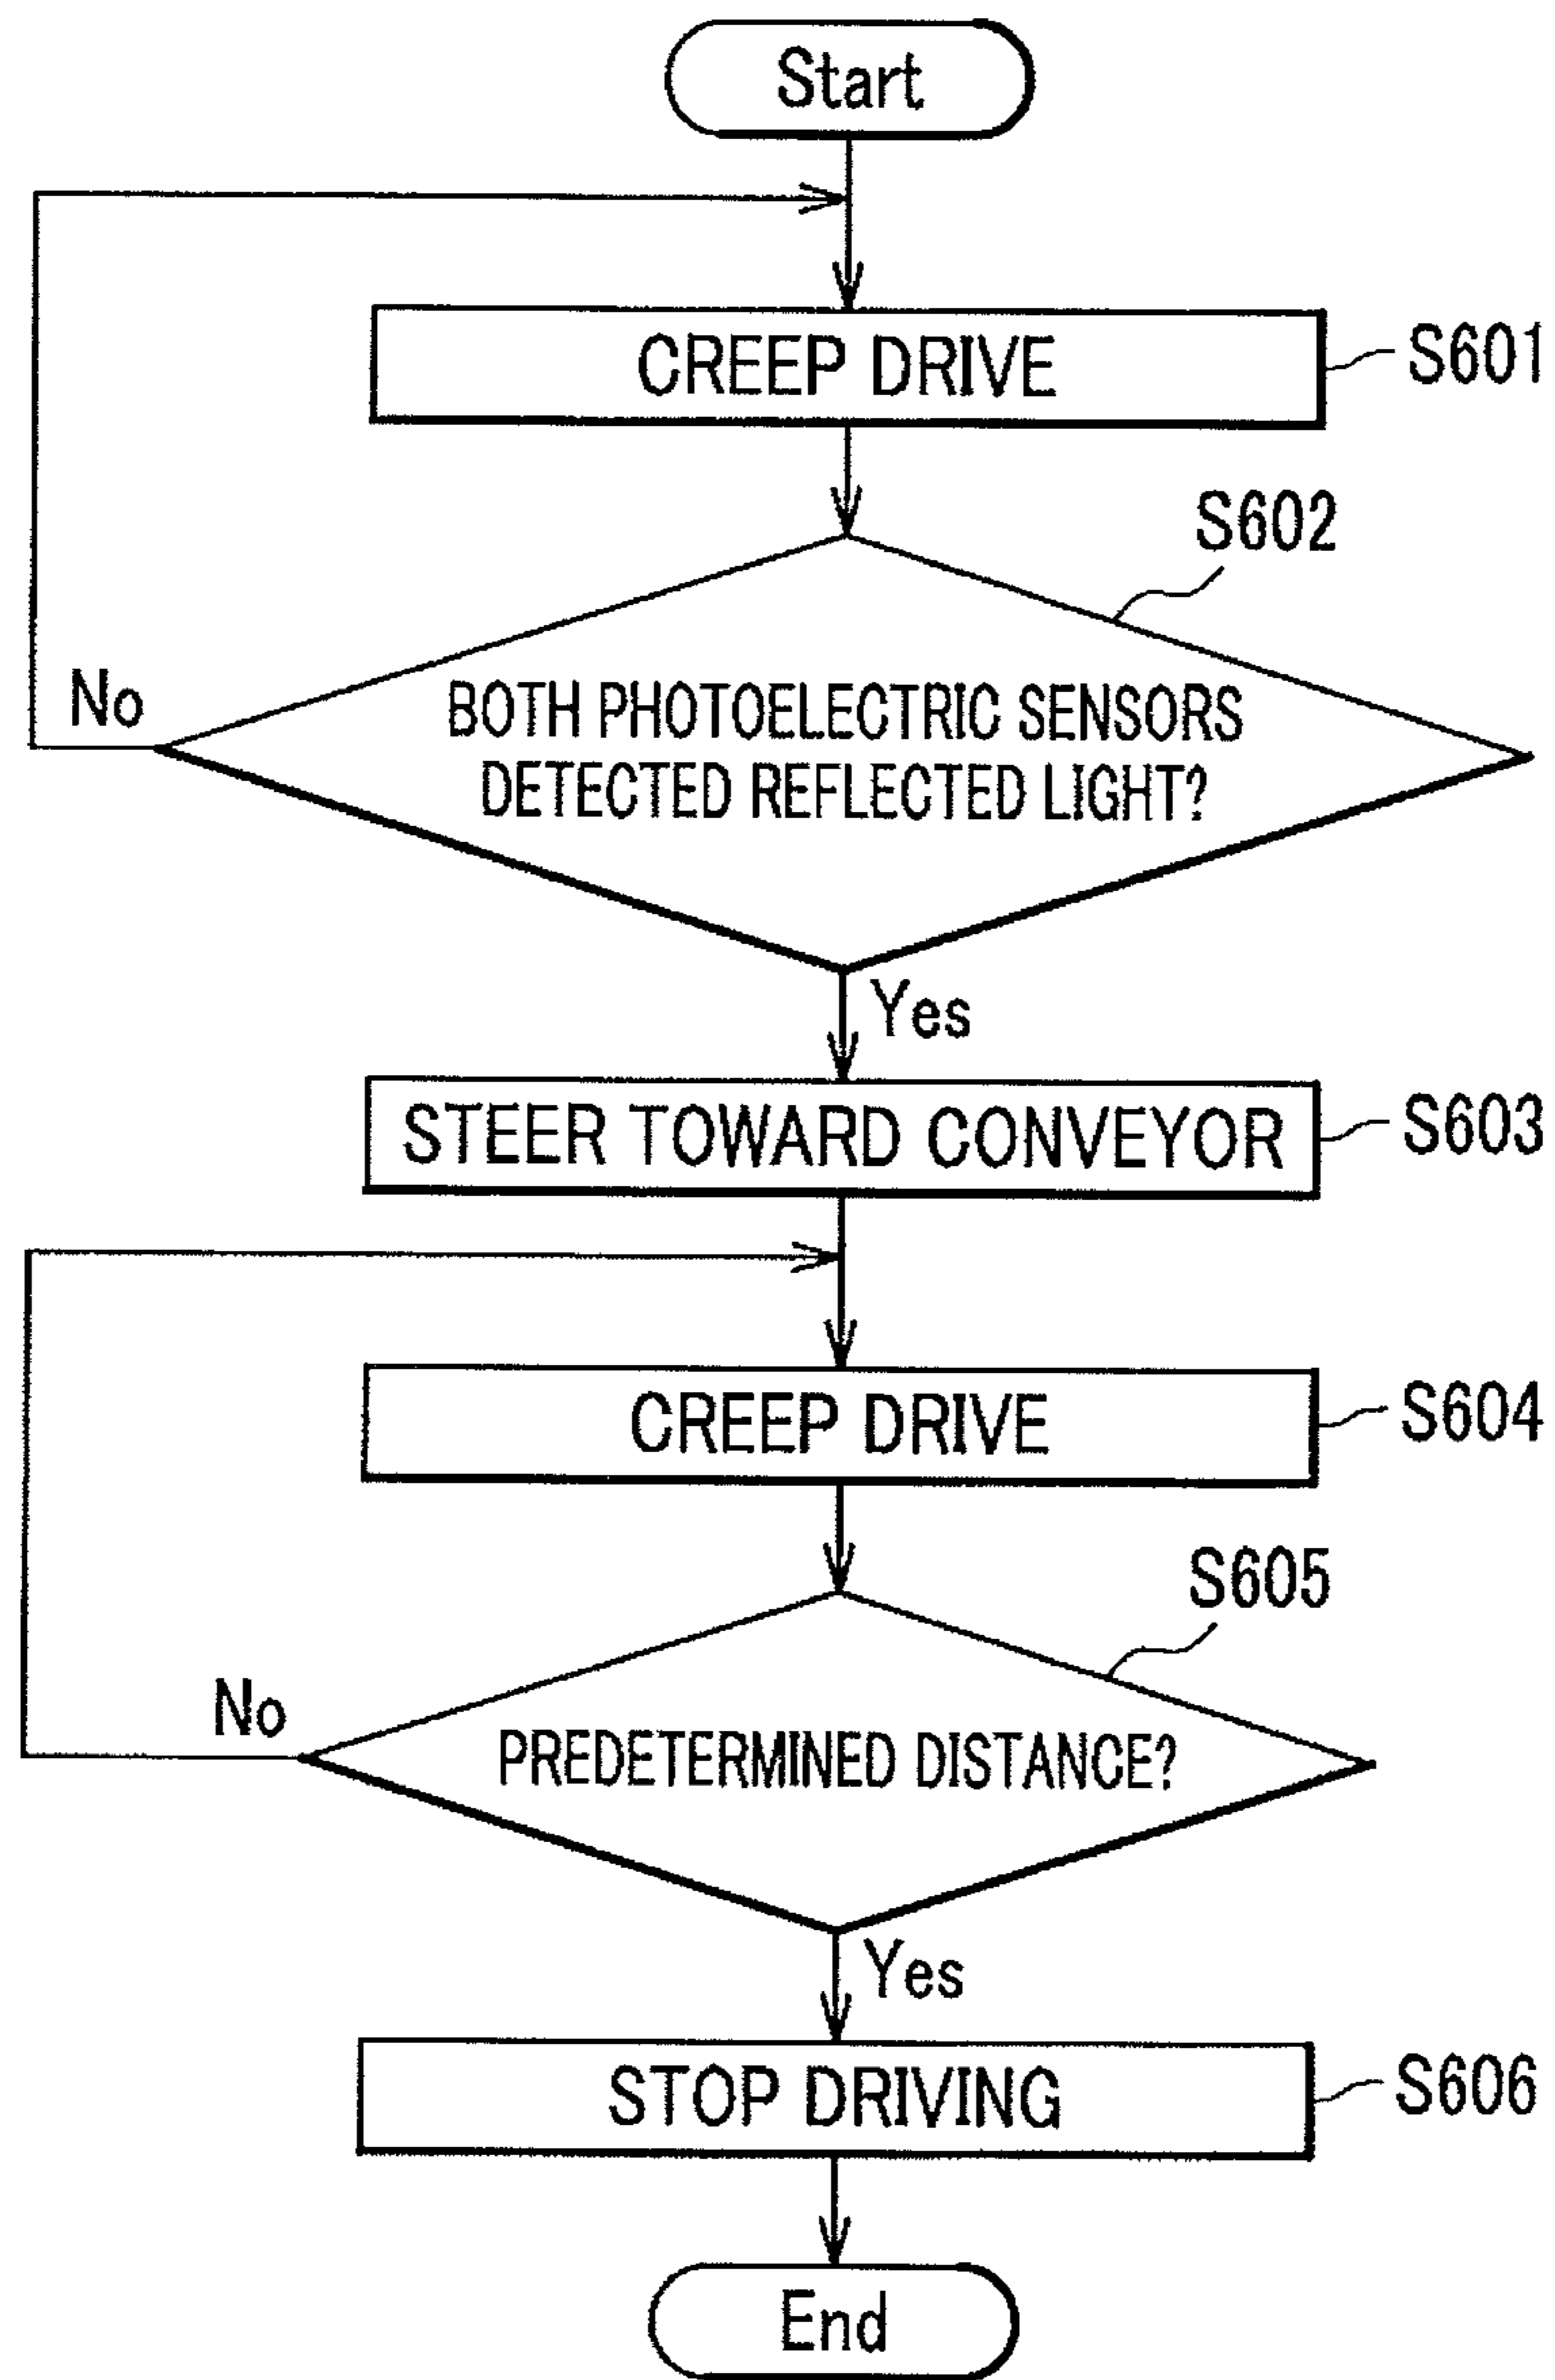 Start
CREEP DRIVE
S601
S602
No
BOTH PHOTOELECTRIC SENSORS
DETECTED REFLECTED LIGHT?
Yes
STEER TOWARD CONVEYOR
S603
CREEP DRIVE
S604
S605
No
PREDETERMINED DISTANCE?
Yes
STOP DRIVING
S606
End